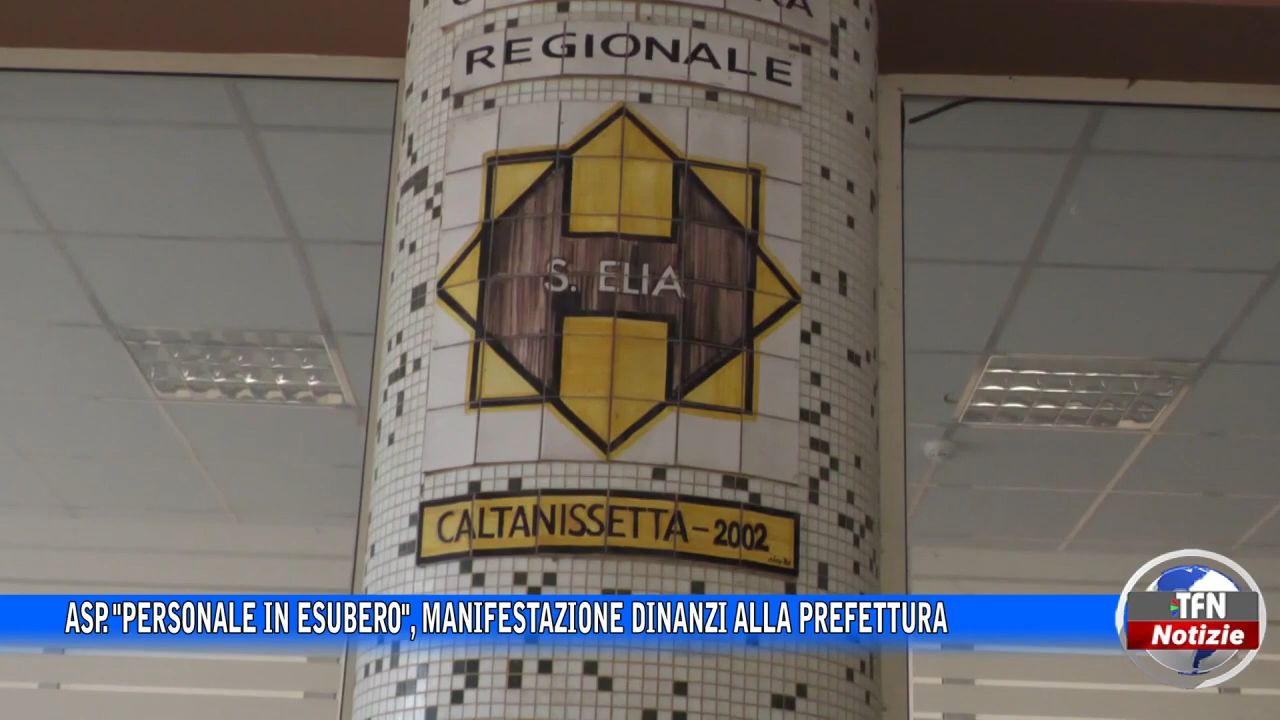 REGIONALE
S. ELIA
CALTANISSETTA - 2002
ASP."PERSONALE IN ESUBERO", MANIFESTAZIONE DINANZI ALLA PREFETTURA
TFN
Notizie